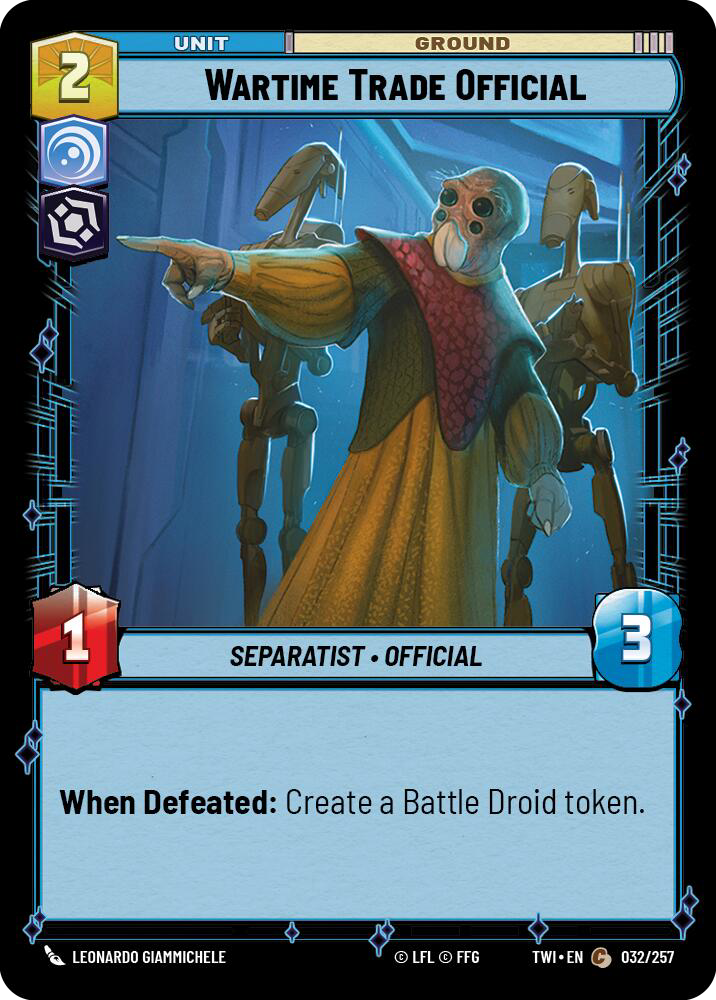 UNIT
GROUND
2
WARTIME TRADE OFFICIAL
1
SEPARATIST • OFFICIAL
3
When Defeated: Create a Battle Droid token.
LEONARDO GIAMMICHELE
© LFL © FFG
TWI • EN C 032/257